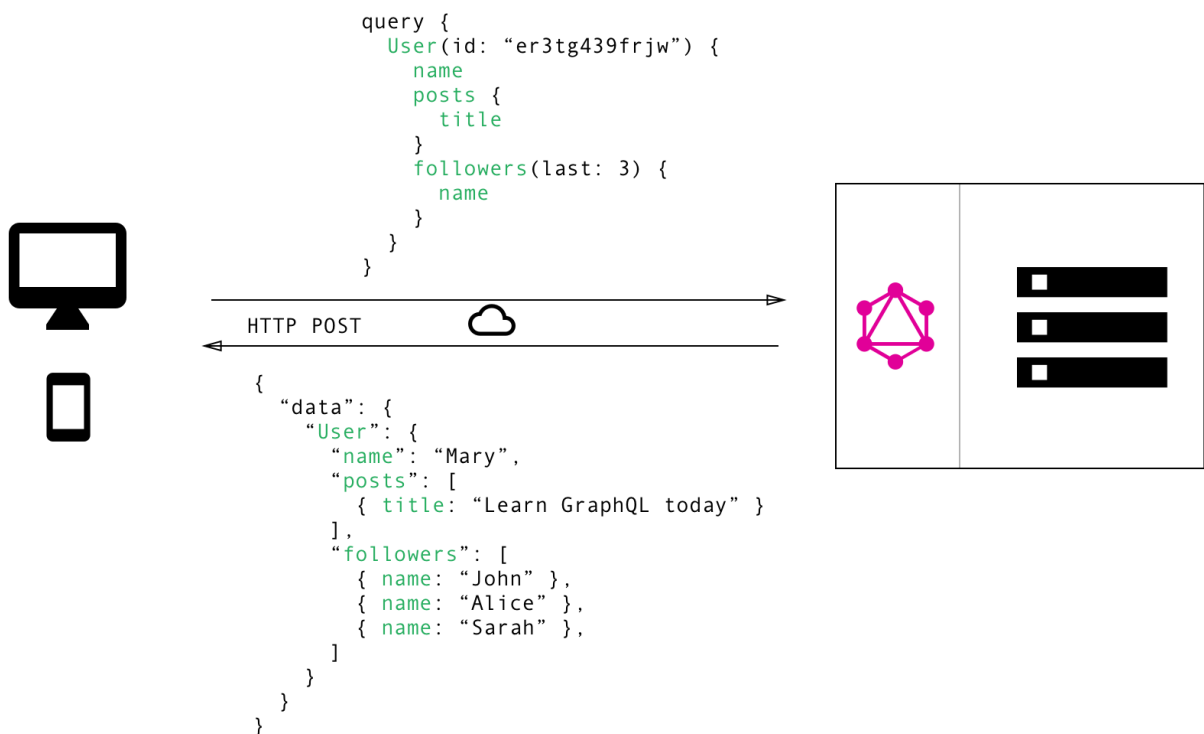 query {
  User(id: “er3tg439frjw”) {
    name
    posts {
      title
    }
    followers(last: 3) {
      name
    }
  }
}
HTTP POST
{
  “data”: {
    “User”: {
      “name”: “Mary”,
      “posts”: [
        { title: “Learn GraphQL today” }
      ],
      “followers”: [
        { name: “John” },
        { name: “Alice” },
        { name: “Sarah” },
      ]
    }
  }
}